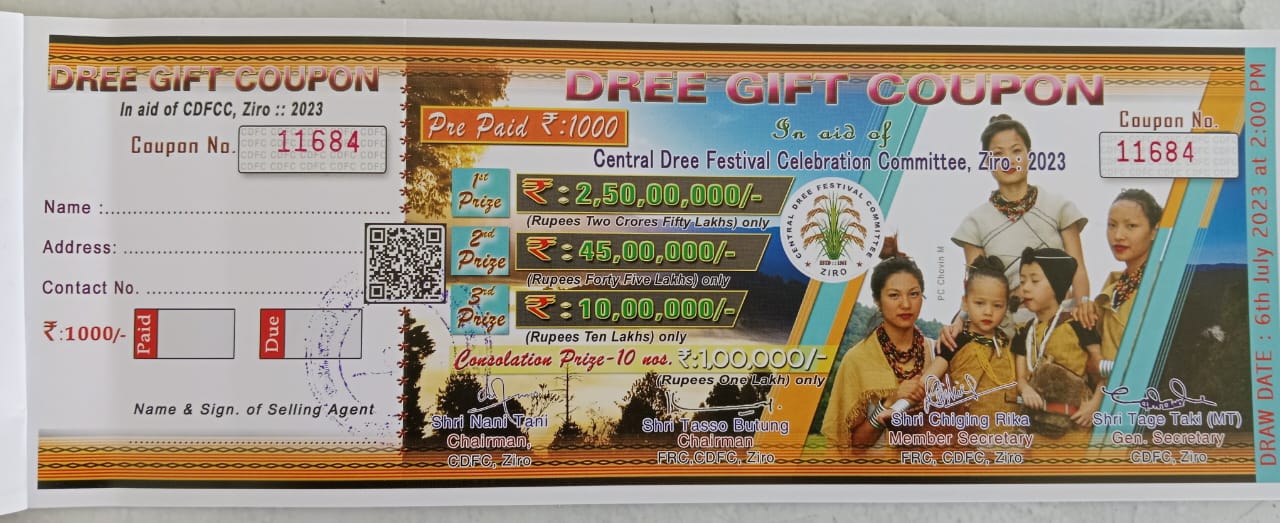 DREE GIFT COUPON
In aid of CDFCC, Ziro :: 2023
Coupon No. 11684
Name :
Address:
Contact No.
₹:1000/- Paid Due
Name & Sign. of Selling Agent
DREE GIFT COUPON
Pre Paid ₹:1000
In aid of
Central Dree Festival Celebration Committee, Ziro : 2023
Coupon No.
11684
1st Prize ₹:2,50,00,000/-
(Rupees Two Crores Fifty Lakhs) only
2nd Prize ₹:45,00,000/-
(Rupees Forty Five Lakhs) only
3rd Prize ₹:10,00,000/-
(Rupees Ten Lakhs) only
Consolation Prize-10 nos. ₹:1,00,000/-
(Rupees One Lakh) only
CENTRAL DREE FESTIVAL COMMITTEE
ZIRO
PC Chovin M
Shri Nani Tani
Chairman,
CDFC, Ziro
Shri Tasso Butung
Chairman
FRC,CDFC, Ziro
Shri Chiging Rika
Member Secretary
FRC, CDFC, Ziro
Shri Tage Taki (MT)
Gen. Secretary
CDFC, Ziro
DRAW DATE : 6th July 2023 at 2:00 PM